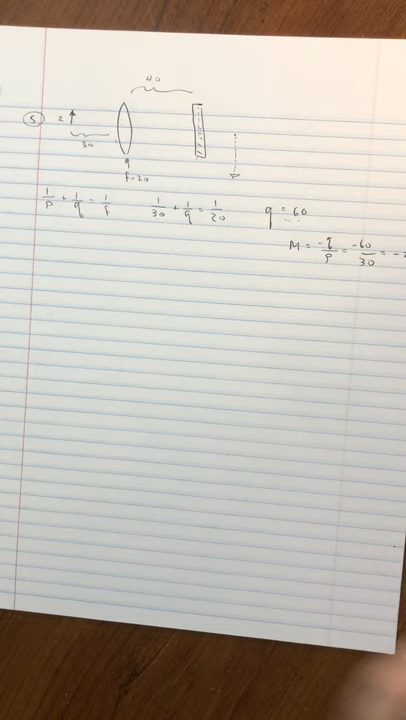 40
5 2
30
f=20
1/p + 1/q = 1/f 1/30 + 1/q = 1/20 q = 60
M = -q/p = -60/30 = -